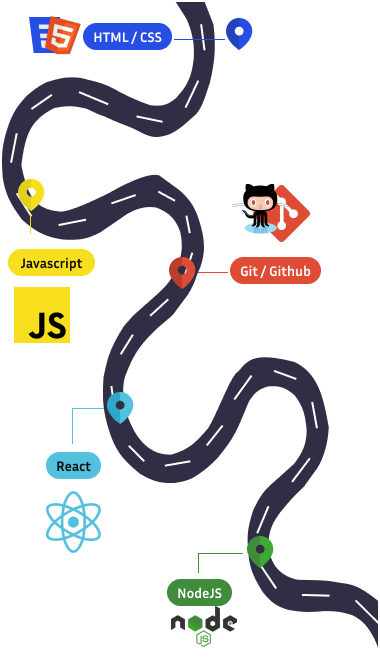 HTML / CSS
Javascript
JS
Git / Github
React
NodeJS
node
JS